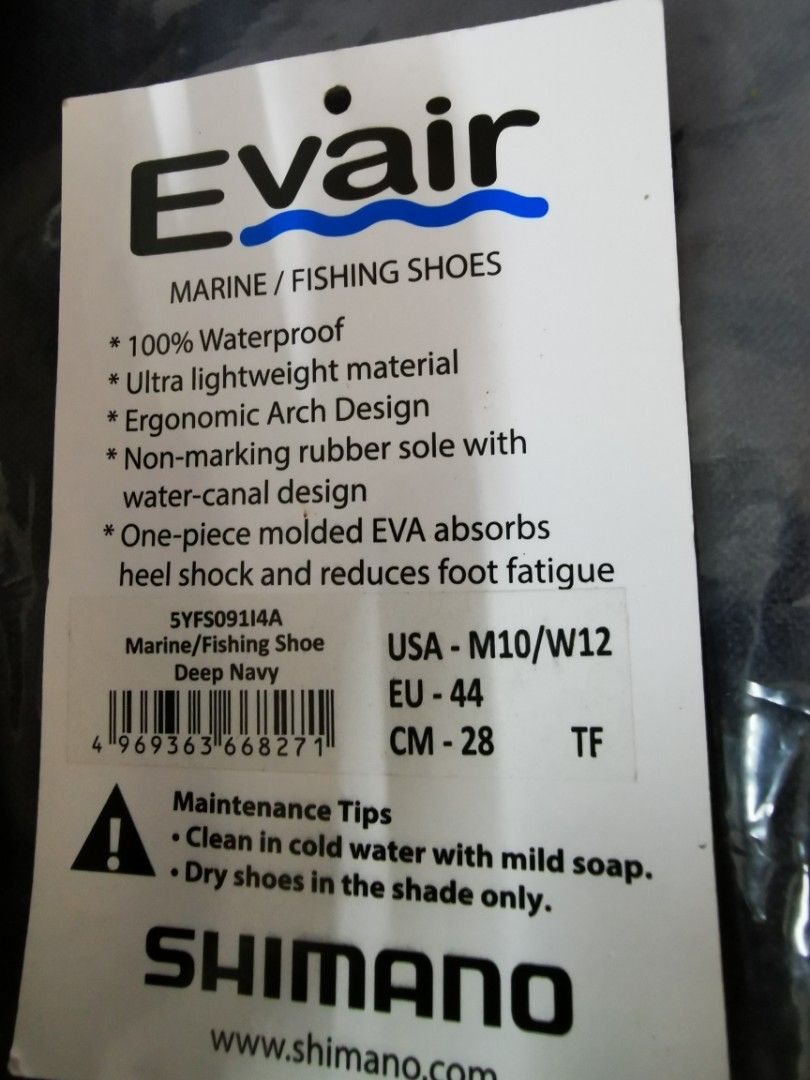 Evair
MARINE / FISHING SHOES
* 100% Waterproof
* Ultra lightweight material
* Ergonomic Arch Design
* Non-marking rubber sole with
water-canal design
* One-piece molded EVA absorbs
heel shock and reduces foot fatigue
5YFS091I4A
Marine/Fishing Shoe
Deep Navy
4 969363 668271
USA - M10/W12
EU - 44
CM - 28 TF
Maintenance Tips
• Clean in cold water with mild soap.
• Dry shoes in the shade only.
SHIMANO
www.shimano.com